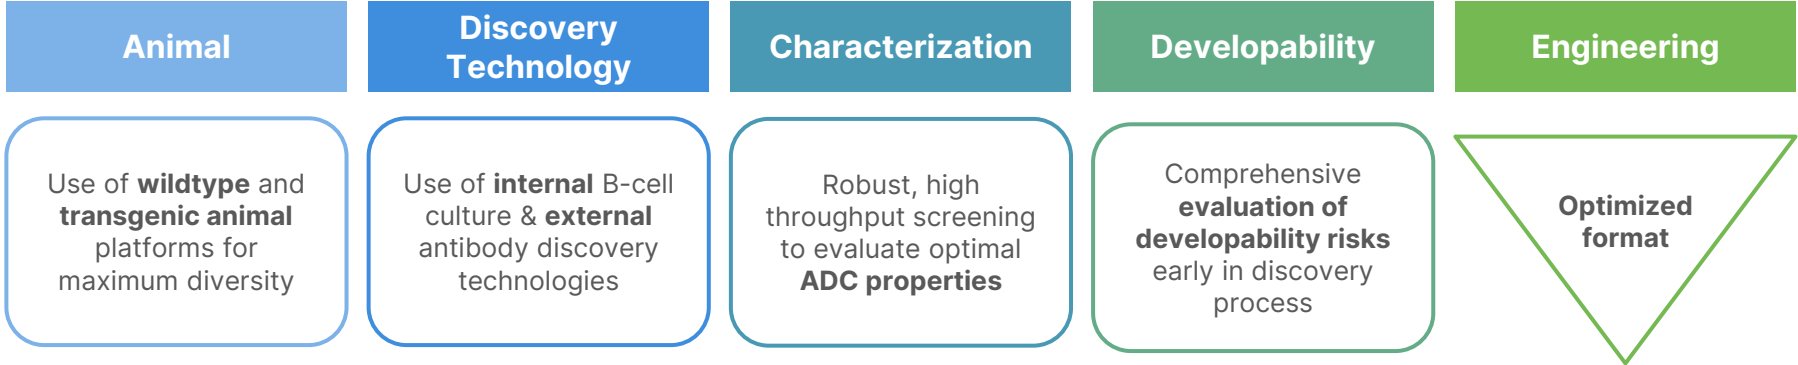 Animal
Discovery
Technology
Characterization
Developability
Engineering
Use of wildtype and
transgenic animal
platforms for
maximum diversity
Use of internal B-cell
culture & external
antibody discovery
technologies
Robust, high
throughput screening
to evaluate optimal
ADC properties
Comprehensive
evaluation of
developability risks
early in discovery
process
Optimized
format